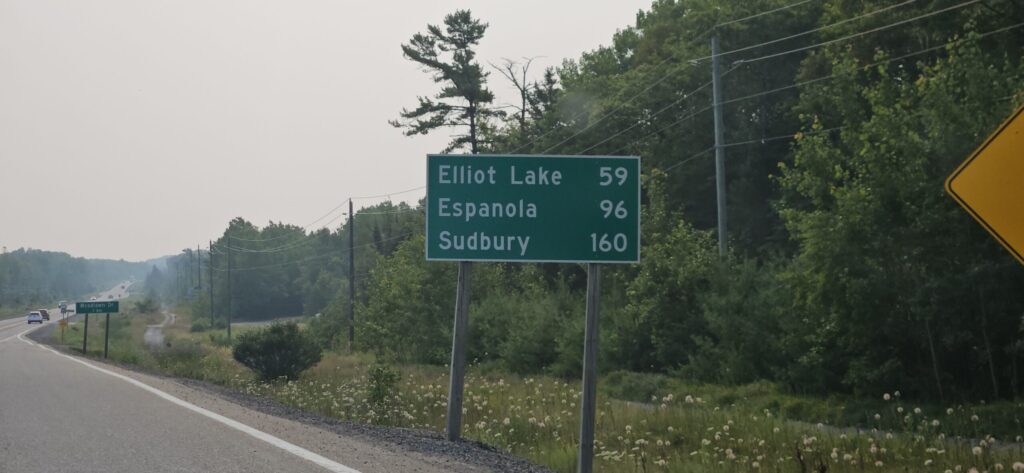 Elliot Lake 59
Espanola 96
Sudbury 160